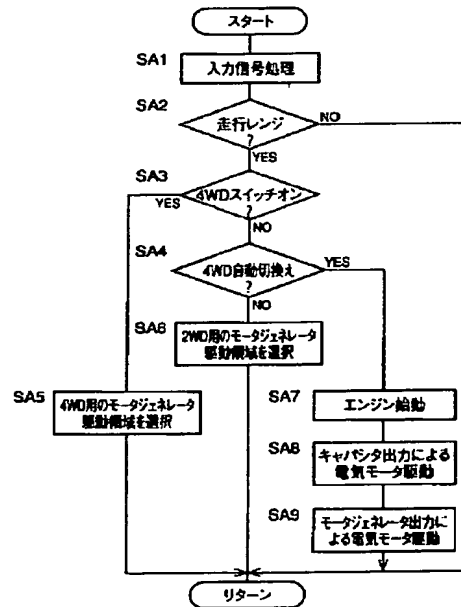 スタート
SA1
入力信号処理
SA2
走行レンジ
?
NO
YES
SA3
4WDスイッチオン
?
YES
NO
SA4
4WD自動切換え
?
YES
NO
SA6
2WD用のモータジェネレータ
駆動領域を選択
SA5
4WD用のモータジェネレータ
駆動領域を選択
SA7
エンジン始動
SA8
キャパシタ出力による
電気モータ駆動
SA9
モータジェネレータ出力に
よる電気モータ駆動
リターン